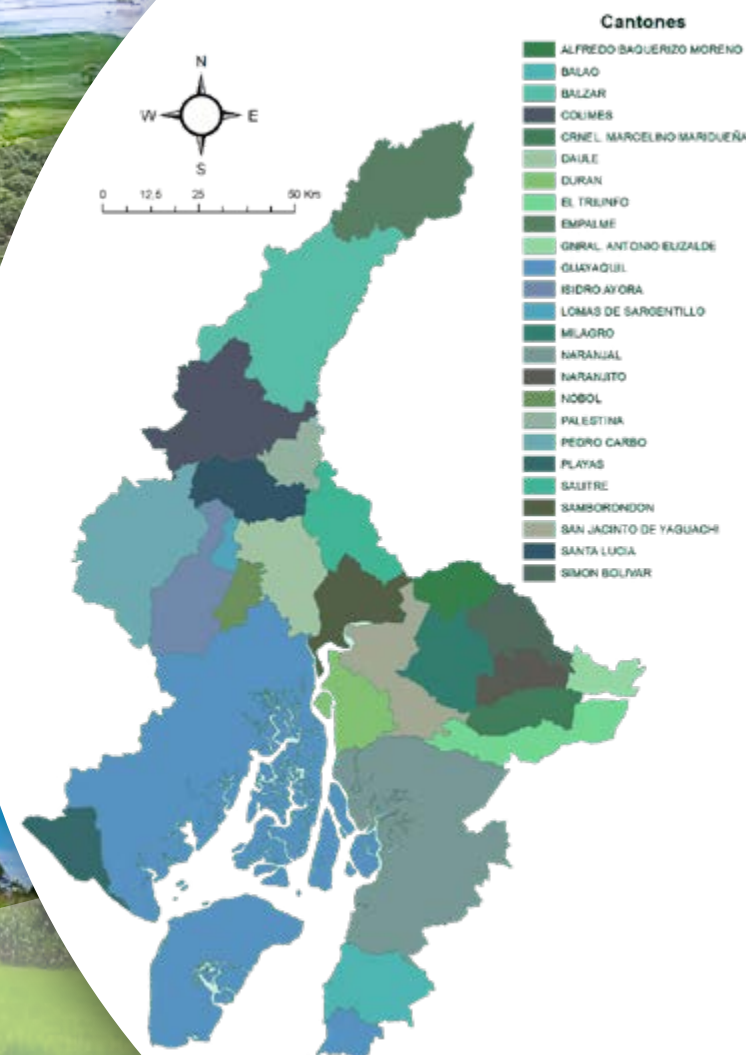 Cantones
ALFREDO BAQUERIZO MORENO
BALAO
BALZAR
COLIMES
CRNEL. MARCELINO MARIDUEÑA
DAULE
DURAN
EL TRIUNFO
EMPALME
GNRAL. ANTONIO ELIZALDE
GUAYAQUIL
ISIDRO AYORA
LOMAS DE SARGENTILLO
MILAGRO
NARANJAL
NARANJITO
NOBOL
PALESTINA
PEDRO CARBO
PLAYAS
SALITRE
SAMBORONDON
SAN JACINTO DE YAGUACHI
SANTA LUCIA
SIMON BOLIVAR
N
W E
S
0 12,5 25 50 Km